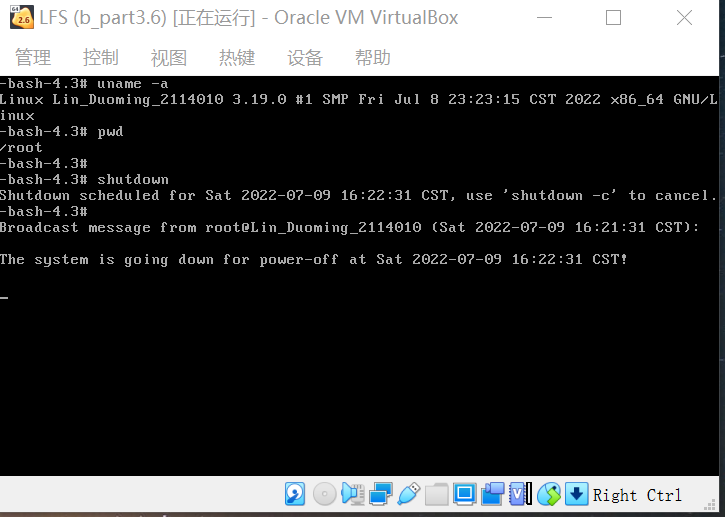 64
2.6
LFS (b_part3.6) [正在运行] - Oracle VM VirtualBox
管理 控制 视图 热键 设备 帮助
-bash-4.3# uname -a
Linux Lin_Duoming_2114010 3.19.0 #1 SMP Fri Jul 8 23:23:15 CST 2022 x86_64 GNU/L
inux
-bash-4.3# pwd
/root
-bash-4.3#
-bash-4.3# shutdown
Shutdown scheduled for Sat 2022-07-09 16:22:31 CST, use 'shutdown -c' to cancel.
-bash-4.3#
Broadcast message from root@Lin_Duoming_2114010 (Sat 2022-07-09 16:21:31 CST):
The system is going down for power-off at Sat 2022-07-09 16:22:31 CST!
V
Right Ctrl